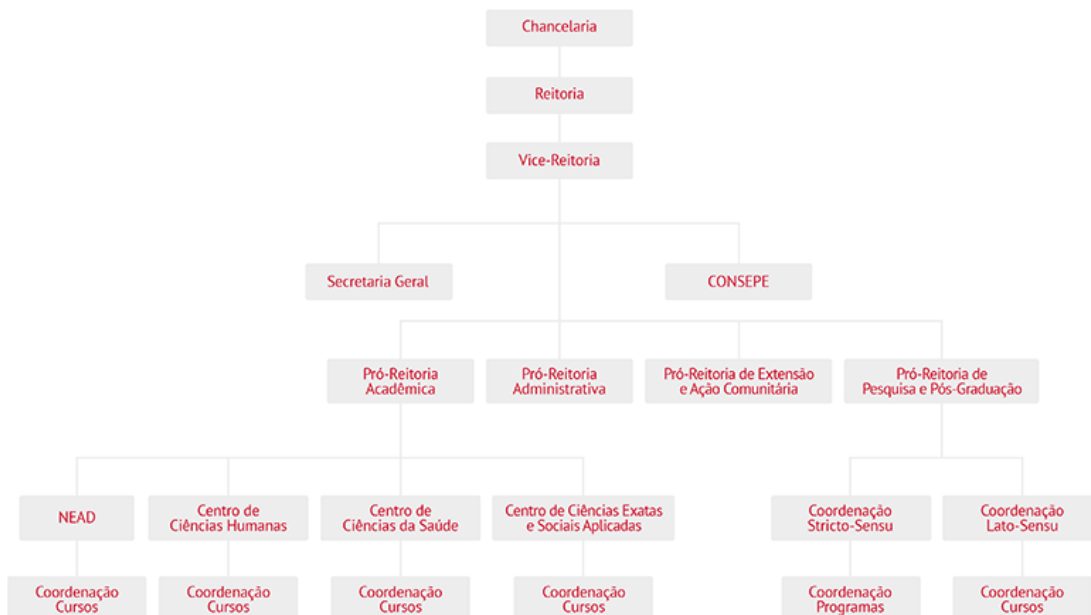 Chancelaria
Reitoria
Vice-Reitoria
Secretaria Geral
CONSEPE
Pró-Reitoria
Acadêmica
Pró-Reitoria
Administrativa
Pró-Reitoria de Extensão
e Ação Comunitária
Pró-Reitoria de
Pesquisa e Pós-Graduação
NEAD
Centro de
Ciências Humanas
Centro de
Ciências da Saúde
Centro de Ciências Exatas
e Sociais Aplicadas
Coordenação
Stricto-Sensu
Coordenação
Lato-Sensu
Coordenação
Cursos
Coordenação
Cursos
Coordenação
Cursos
Coordenação
Cursos
Coordenação
Programas
Coordenação
Cursos